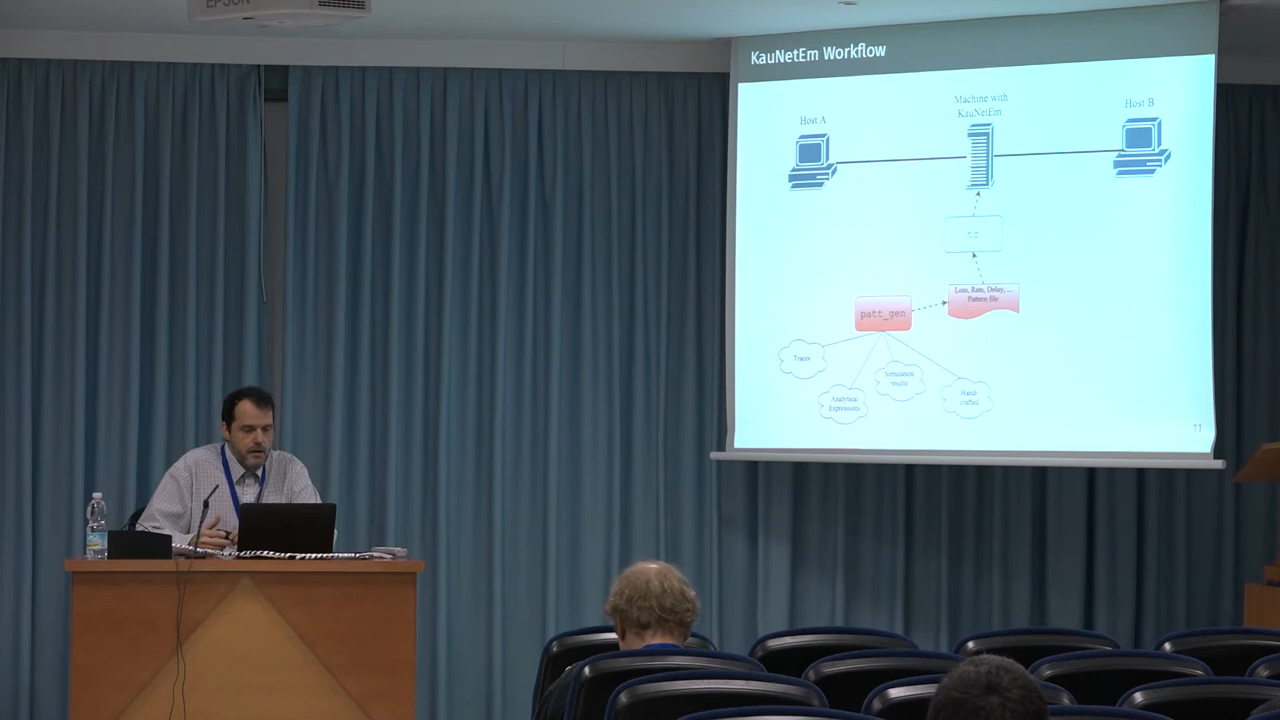 EPSON
KauNetEm Workflow
Host A
Machine with
KauNetEm
Host B
tc
Loss, Rate, Delay, ...
Pattern file
patt_gen
Traces
Simulation
results
Analytical
Expressions
Hand-
crafted
11